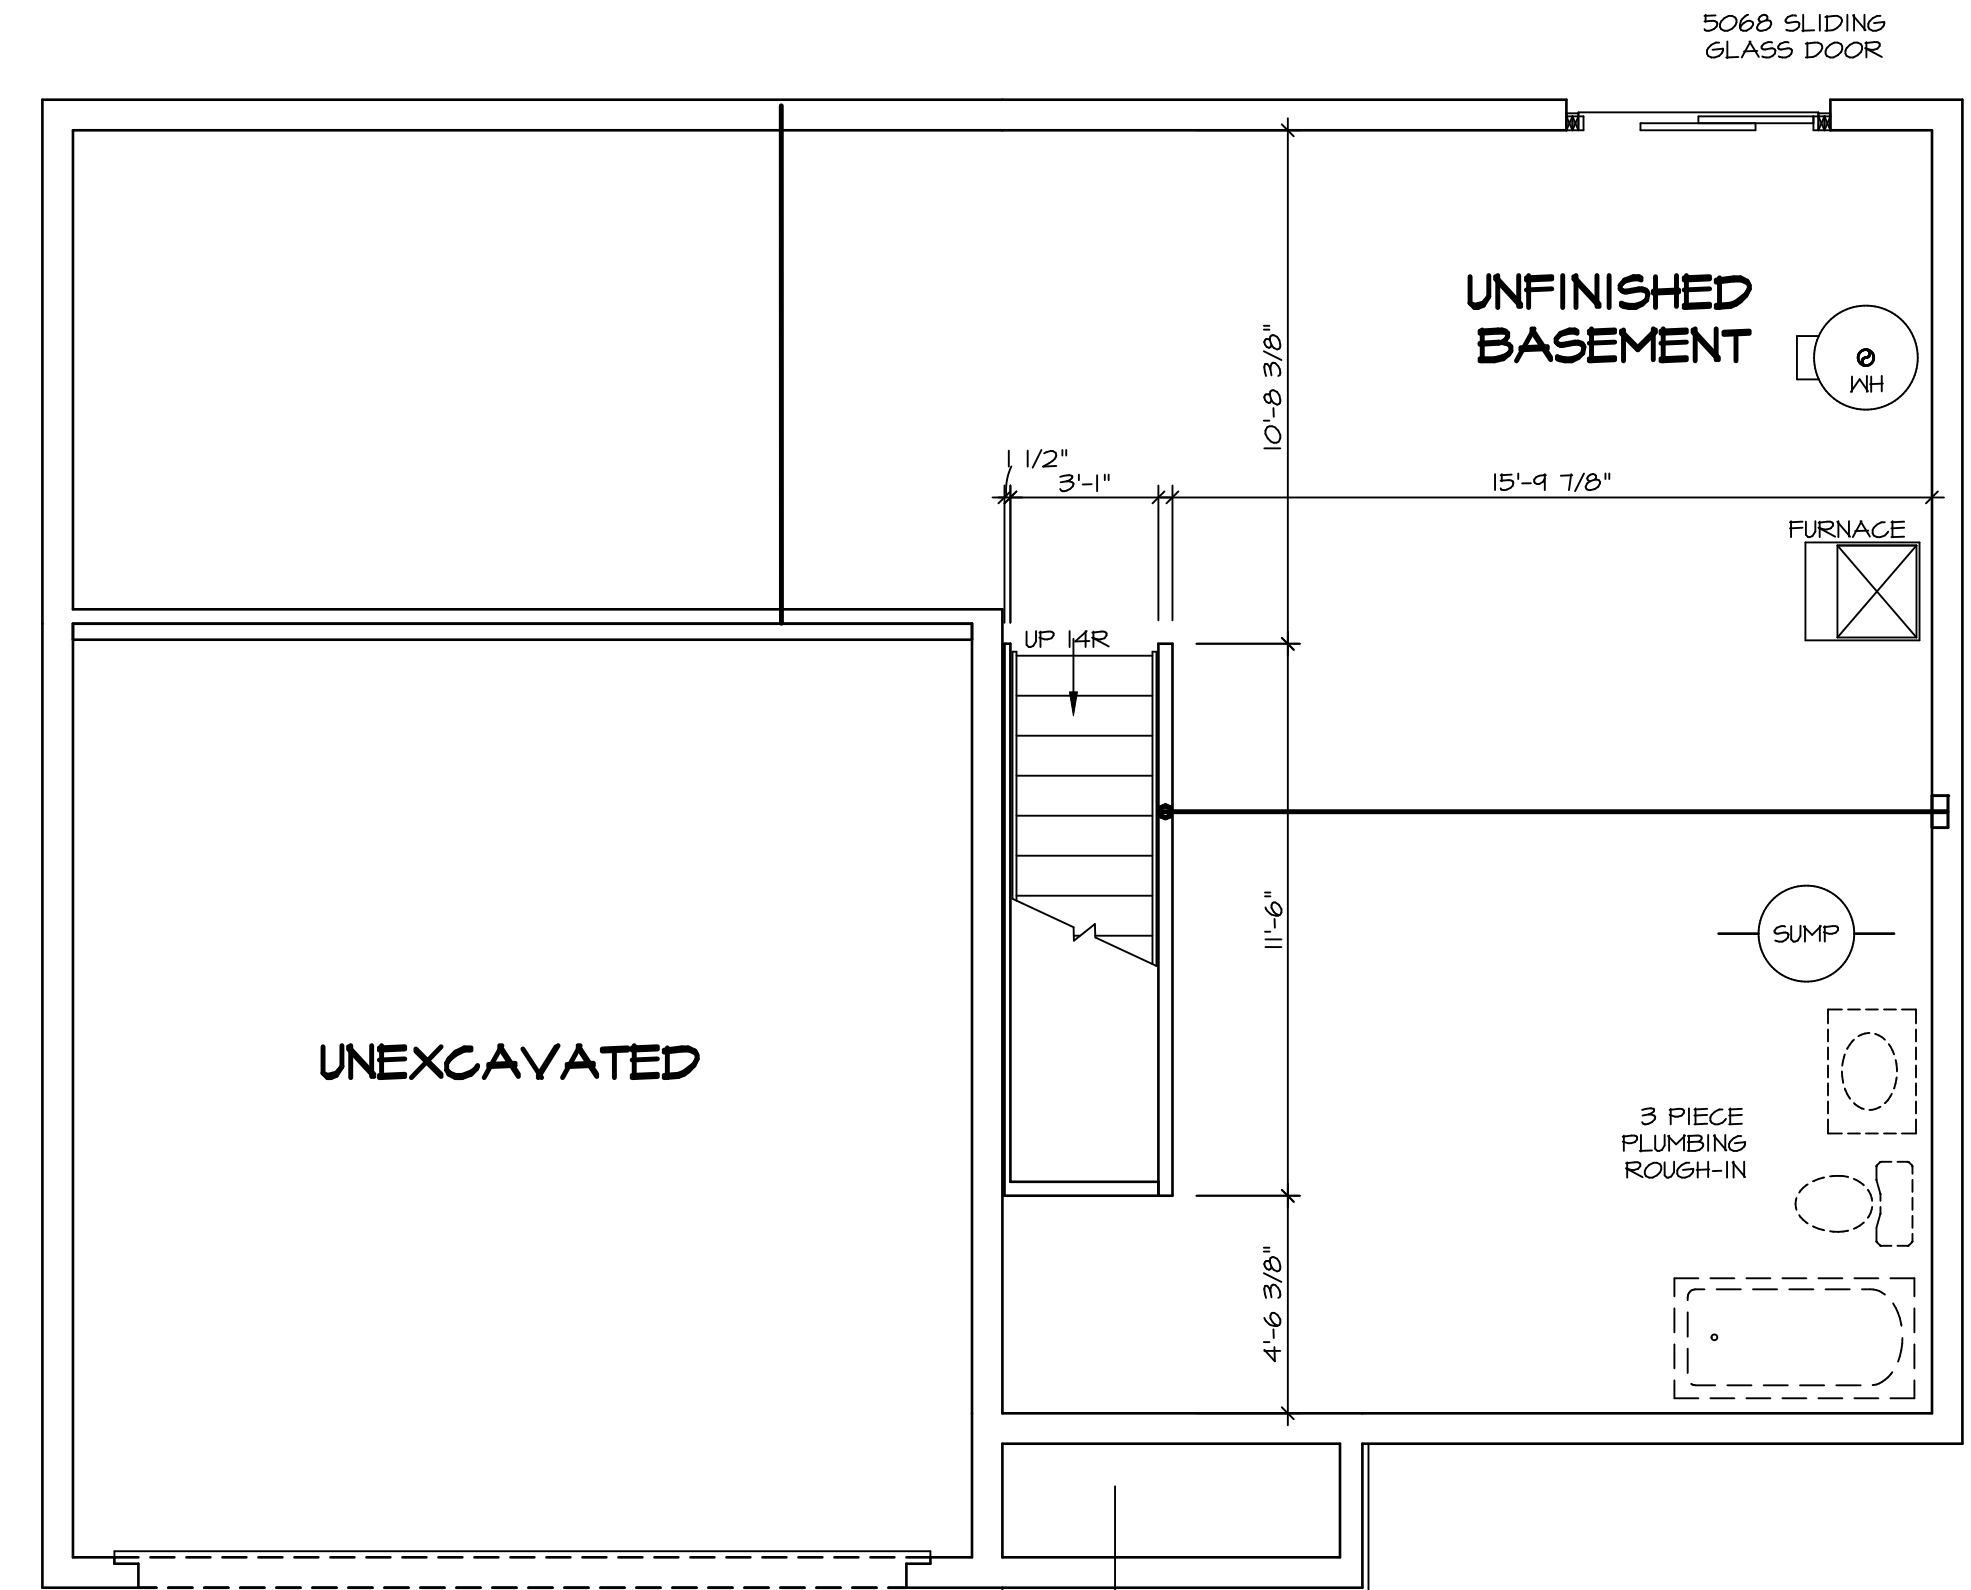 5068 SLIDING
GLASS DOOR
UNFINISHED
BASEMENT
WH
10'-8 3/8"
1 1/2"
3'-1"
15'-9 7/8"
FURNACE
UP 14R
11'-6"
SUMP
UNEXCAVATED
3 PIECE
PLUMBING
ROUGH-IN
4'-6 3/8"